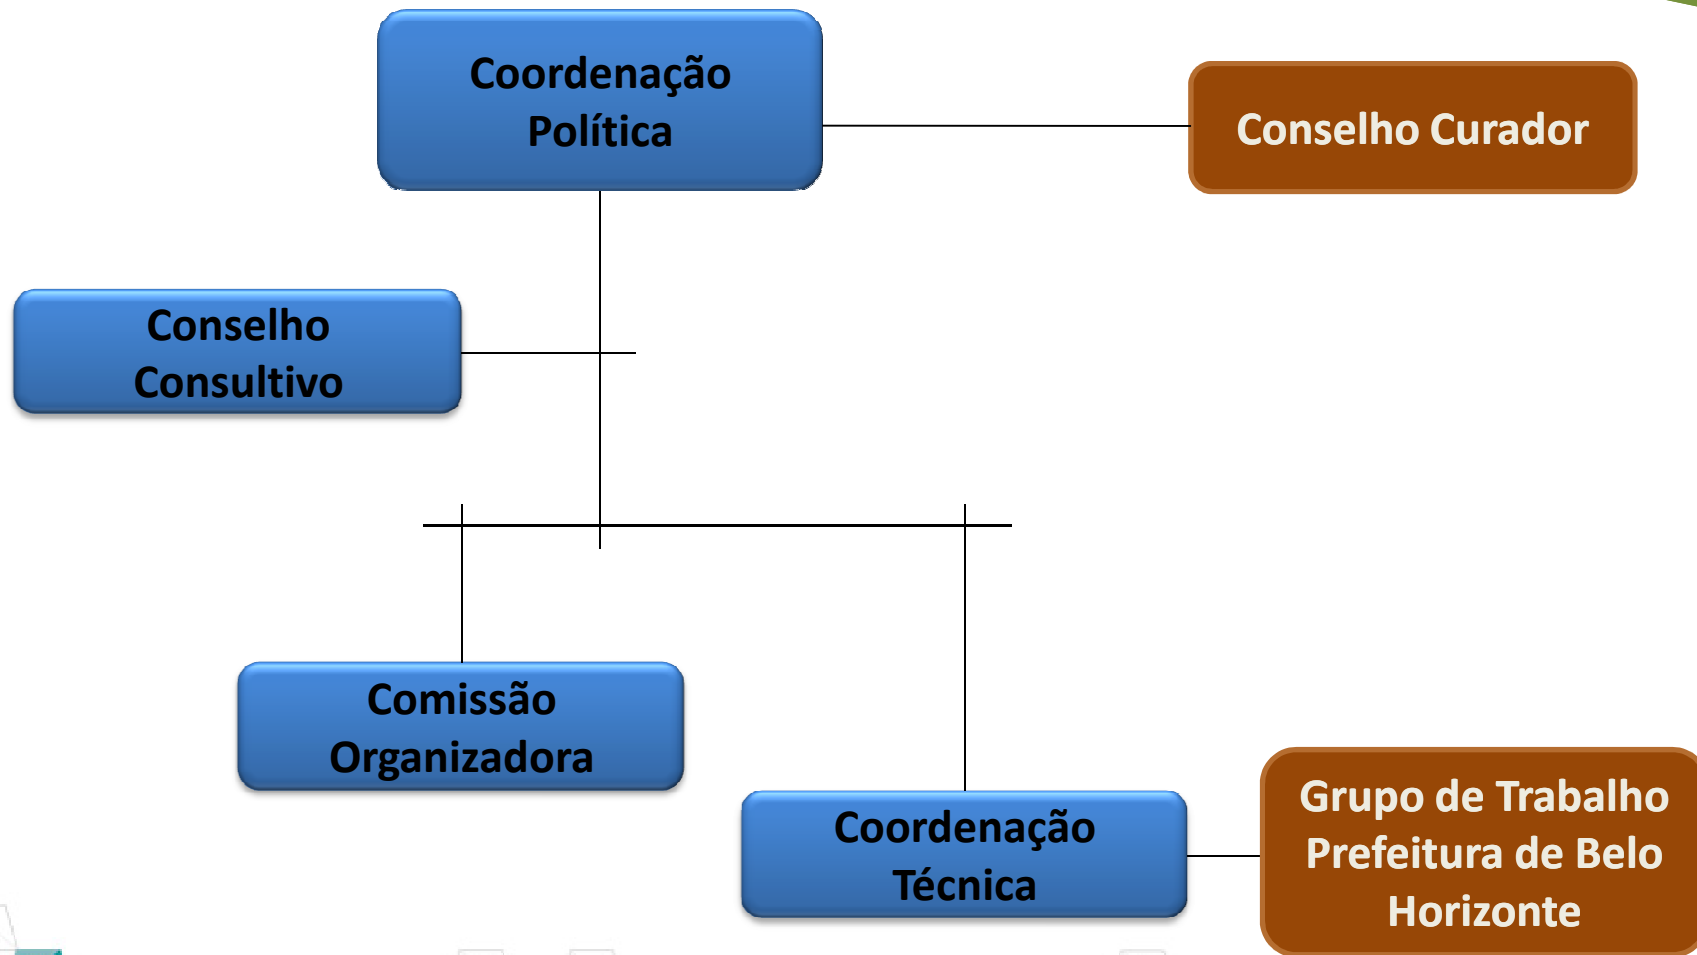 Coordenação
Política
Conselho Curador
Conselho
Consultivo
Comissão
Organizadora
Coordenação
Técnica
Grupo de Trabalho
Prefeitura de Belo
Horizonte